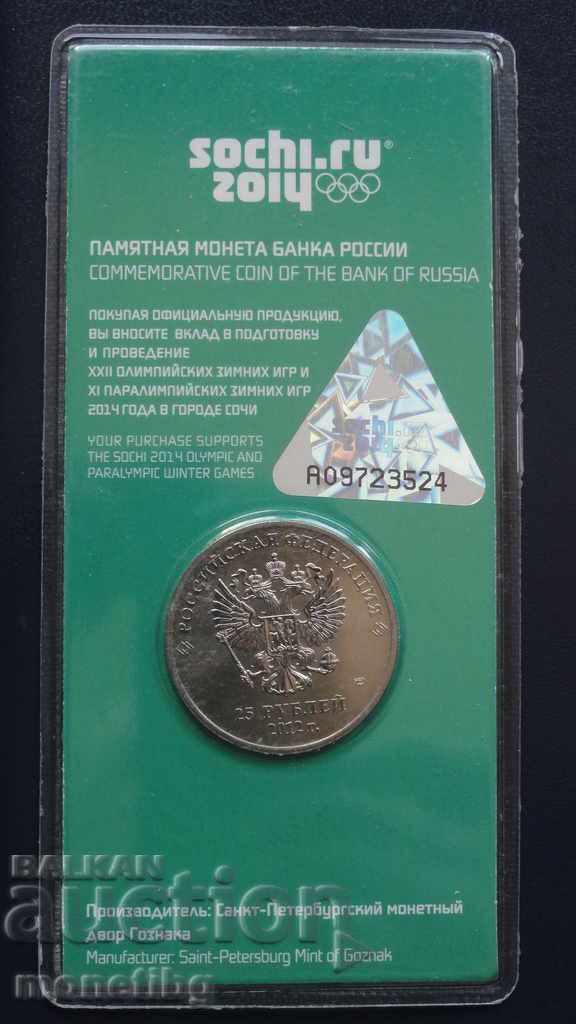 sochi.ru®
2014
ПАМЯТНАЯ МОНЕТА БАНКА РОССИИ
COMMEMORATIVE COIN OF THE BANK OF RUSSIA
ПОКУПАЯ ОФИЦИАЛЬНУЮ ПРОДУКЦИЮ,
ВЫ ВНОСИТЕ ВКЛАД В ПОДГОТОВКУ
И ПРОВЕДЕНИЕ
XXII ОЛИМПИЙСКИХ ЗИМНИХ ИГР И
XI ПАРАЛИМПИЙСКИХ ЗИМНИХ ИГР
2014 ГОДА В ГОРОДЕ СОЧИ
YOUR PURCHASE SUPPORTS
THE SOCHI 2014 OLYMPIC AND
PARALYMPIC WINTER GAMES
sochi.ru
2014
A09723524
РОССИЙСКАЯ ФЕДЕРАЦИЯ
25 РУБЛЕЙ
2012 г.
BALKAN
auction
Производитель: Санкт-Петербургский монетный
двор Гознака
Manufacturer: Saint-Petersburg Mint of Goznak
monetibg